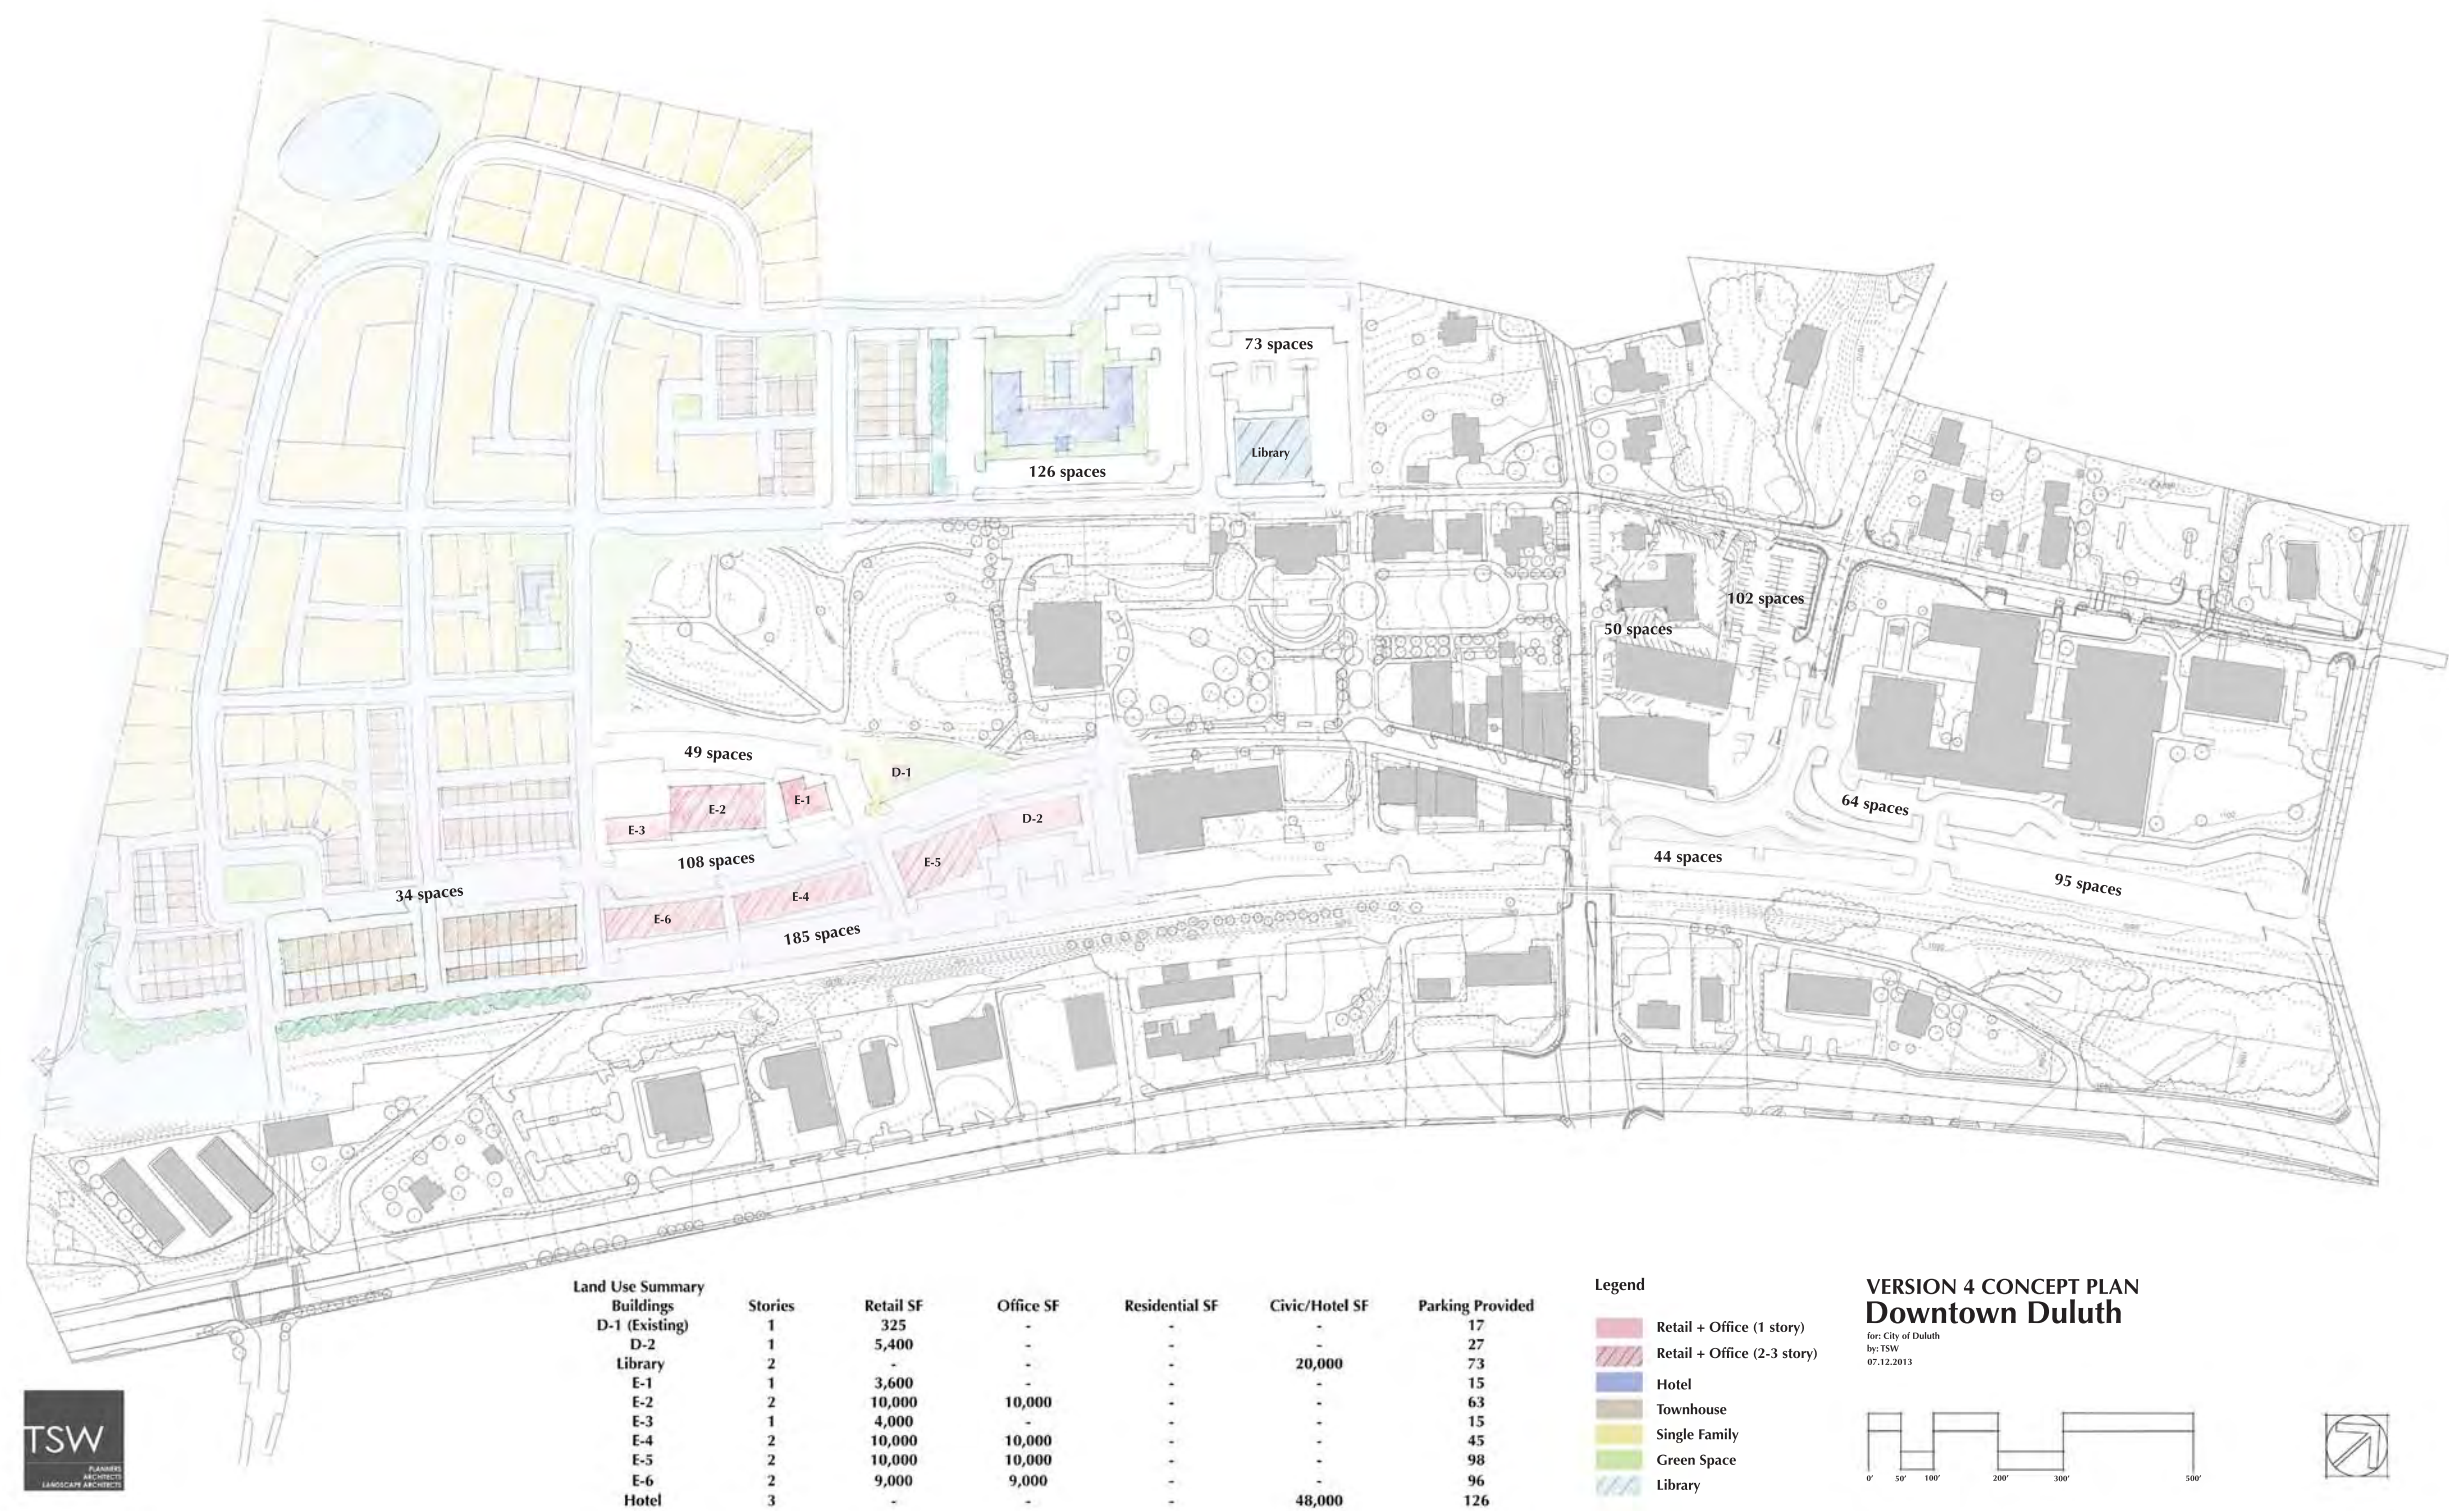 73 spaces
Library
126 spaces
102 spaces
50 spaces
49 spaces
D-1
E-2
E-1
E-3
D-2
64 spaces
108 spaces
E-5
44 spaces
34 spaces
E-4
95 spaces
E-6
185 spaces
Land Use Summary
Buildings Stories Retail SF Office SF Residential SF Civic/Hotel SF Parking Provided
D-1 (Existing) 1 325 - - - 17
D-2 1 5,400 - - - 27
Library 2 - - - 20,000 73
E-1 1 3,600 - - - 15
E-2 2 10,000 10,000 - - 63
E-3 1 4,000 - - - 15
E-4 2 10,000 10,000 - - 45
E-5 2 10,000 10,000 - - 98
E-6 2 9,000 9,000 - - 96
Hotel 3 - - - 48,000 126
Legend
Retail + Office (1 story)
Retail + Office (2-3 story)
Hotel
Townhouse
Single Family
Green Space
Library
VERSION 4 CONCEPT PLAN
Downtown Duluth
for: City of Duluth
by: TSW
07.12.2013
0' 50' 100' 200' 300' 500'
TSW
PLANNERS
ARCHITECTS
LANDSCAPE ARCHITECTS